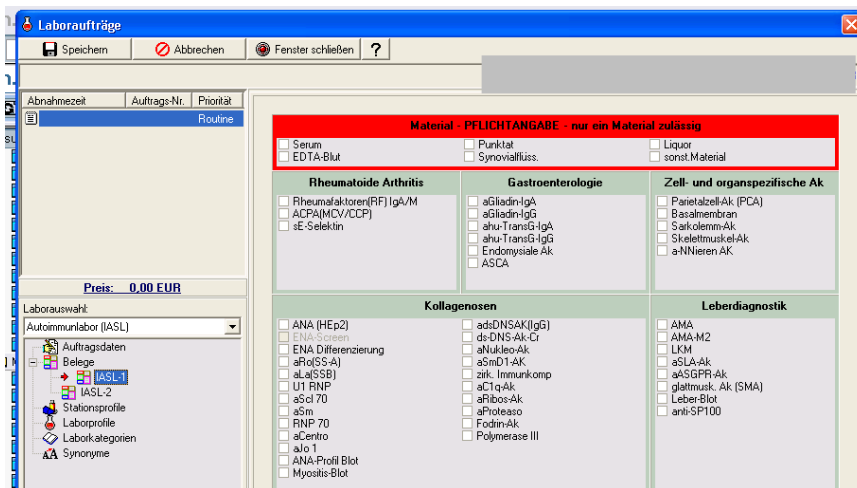 Laboraufträge
Speichern Abbrechen Fenster schließen ?
Abnahmezeit Auftrags-Nr. Priorität
Routine
Preis: 0,00 EUR
Laborauswahl:
Autoimmunlabor (IASL)
Auftragsdaten
Belege
IASL-1
IASL-2
Stationsprofile
Laborprofile
Laborkategorien
Synonyme
Material - PFLICHTANGABE - nur ein Material zulässig
Serum Punktat Liquor
EDTA-Blut Synovialflüss. sonst.Material
Rheumatoide Arthritis
Rheumafaktoren(RF) IgA/M
ACPA(MCV/CCP)
sE-Selektin
Gastroenterologie
aGliadin-IgA
aGliadin-IgG
ahu-TransG-IgA
ahu-TransG-IgG
Endomysiale Ak
ASCA
Zell- und organspezifische Ak
Parietalzell-Ak (PCA)
Basalmembran
Sarkolemm-Ak
Skelettmuskel-Ak
a-NNieren AK
Kollagenosen
ANA (HEp2)
ENA-Screen
ENA Differenzierung
aRo(SS-A)
aLa(SSB)
U1 RNP
aScl 70
aSm
RNP 70
aCentro
aJo 1
ANA-Profil Blot
Myositis-Blot
adsDNSAK(IgG)
ds-DNS-Ak-Cr
aNukleo-Ak
aSmD1-AK
zirk. Immunkomp
aC1q-Ak
aRibos-Ak
aProteaso
Fodrin-Ak
Polymerase III
Leberdiagnostik
AMA
AMA-M2
LKM
aSLA-Ak
aASGPR-Ak
glattmusk. Ak (SMA)
Leber-Blot
anti-SP100